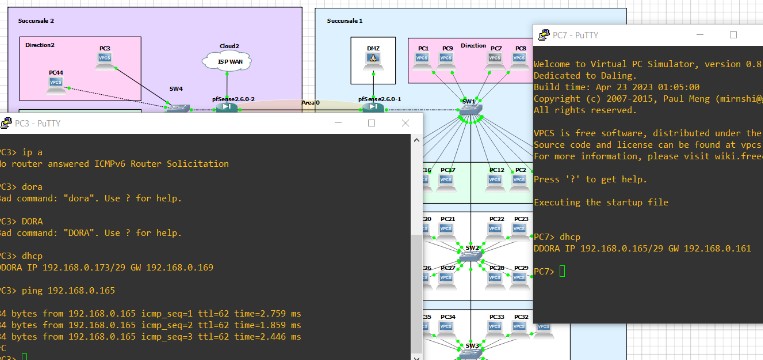 Succursale 2
Succursale 1
Direction2
PC3
PC44
Cloud2
ISP WAN
SW4
pfSense2.6.0-2
Area 0
DMZ
pfSense2.6.0-1
Direction
PC1
PC9
PC7
PC8
SW1
PC16
PC17
PC12
PC2
PC21
PC22
PC23
SW2
PC27
PC28
PC29
PC34
PC33
PC32
SW3
PC3 - PuTTY
PC3> ip a
No router answered ICMPv6 Router Solicitation
PC3> dora
Bad command: "dora". Use ? for help.
PC3> DORA
Bad command: "DORA". Use ? for help.
PC3> dhcp
DDORA IP 192.168.0.173/29 GW 192.168.0.169
PC3> ping 192.168.0.165
84 bytes from 192.168.0.165 icmp_seq=1 ttl=62 time=2.759 ms
84 bytes from 192.168.0.165 icmp_seq=2 ttl=62 time=1.859 ms
84 bytes from 192.168.0.165 icmp_seq=3 ttl=62 time=2.446 ms
^C
PC3>
PC7 - PuTTY
Welcome to Virtual PC Simulator, version 0.8
Dedicated to Daling.
Build time: Apr 23 2023 01:05:00
Copyright (c) 2007-2015, Paul Meng (mirnshi@
All rights reserved.
VPCS is free software, distributed under the
Source code and license can be found at vpcs
For more information, please visit wiki.free
Press '?' to get help.
Executing the startup file
PC7> dhcp
DDORA IP 192.168.0.165/29 GW 192.168.0.161
PC7>